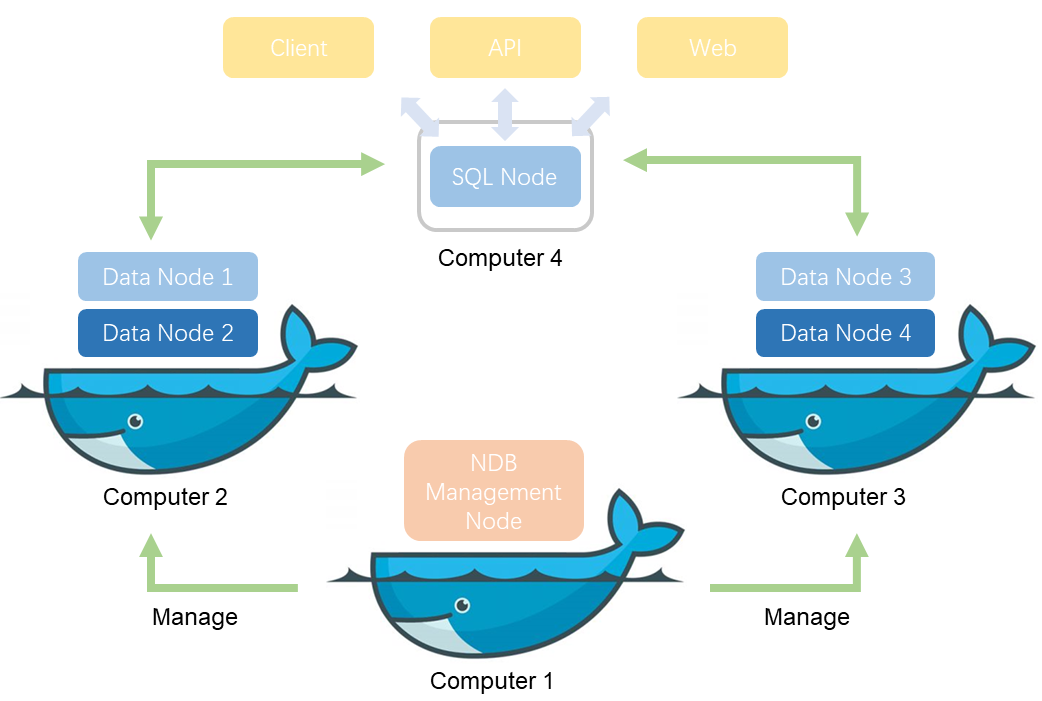 Client
API
Web
SQL Node
Computer 4
Data Node 1
Data Node 2
Data Node 3
Data Node 4
Computer 2
Computer 3
NDB
Management
Node
Manage
Manage
Computer 1